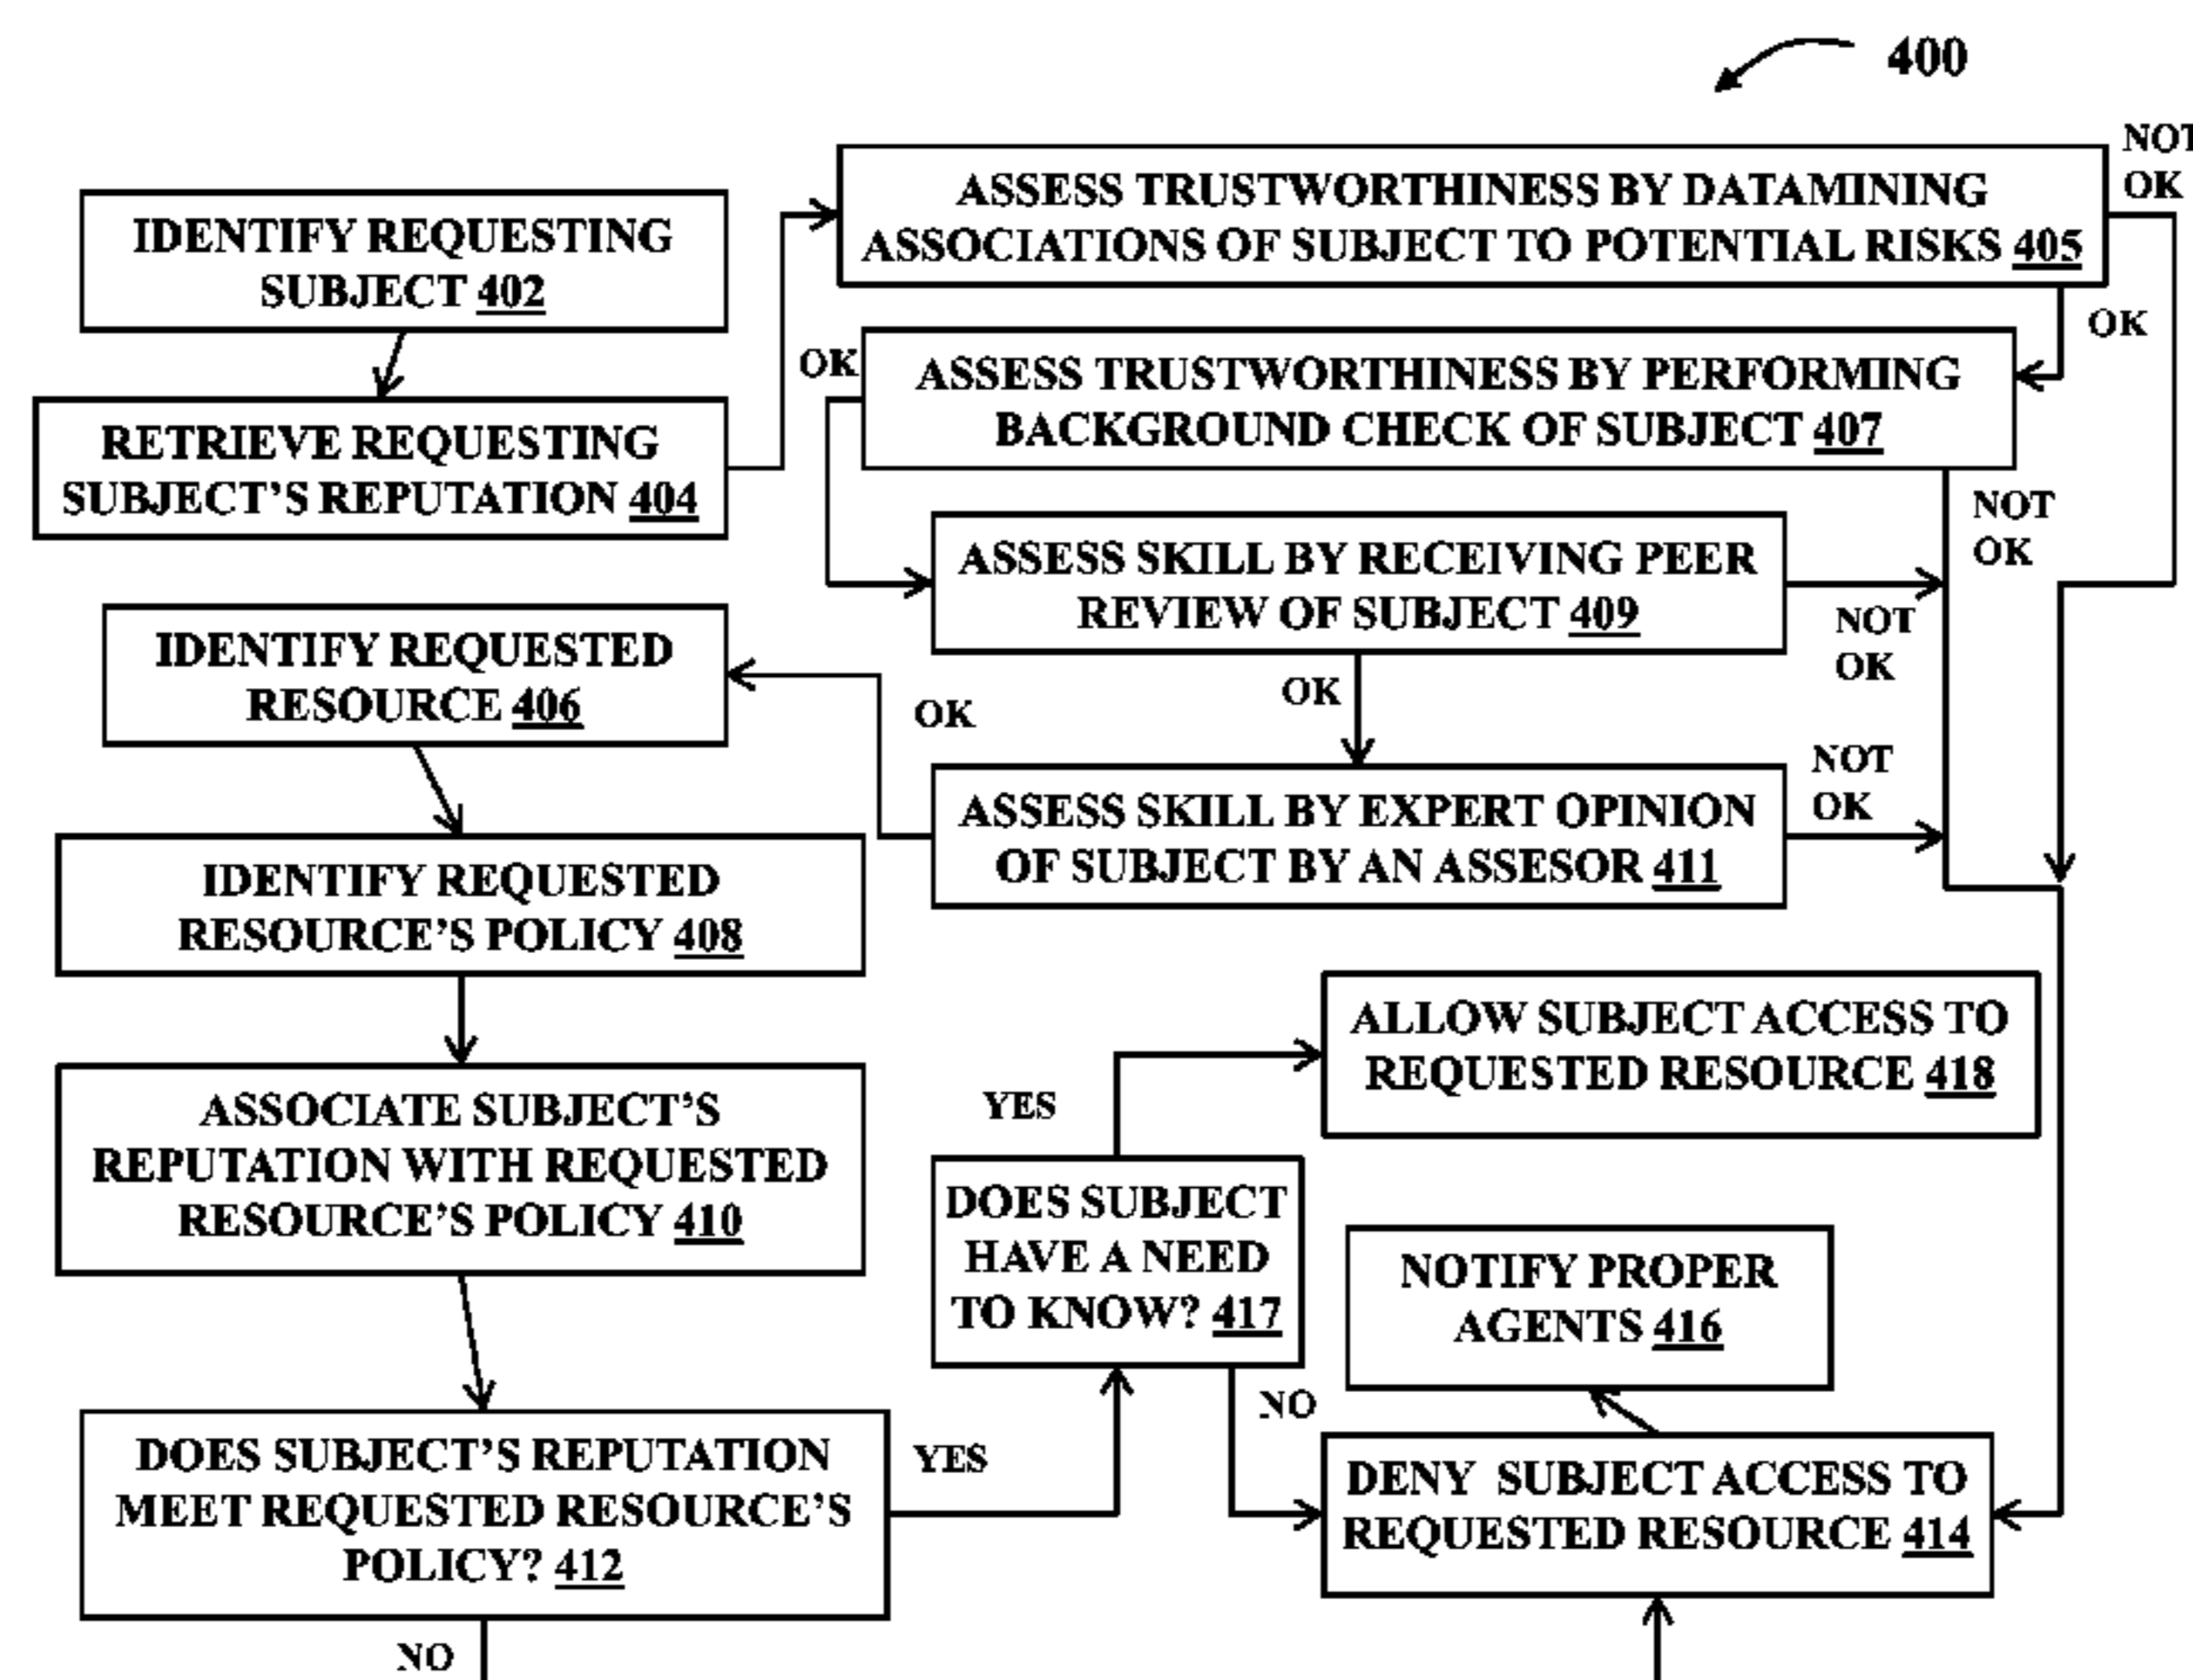 400
IDENTIFY REQUESTING
SUBJECT 402
RETRIEVE REQUESTING
SUBJECT'S REPUTATION 404
ASSESS TRUSTWORTHINESS BY DATAMINING
ASSOCIATIONS OF SUBJECT TO POTENTIAL RISKS 405
NOT
OK
OK
ASSESS TRUSTWORTHINESS BY PERFORMING
BACKGROUND CHECK OF SUBJECT 407
OK
NOT
OK
ASSESS SKILL BY RECEIVING PEER
REVIEW OF SUBJECT 409
NOT
OK
OK
ASSESS SKILL BY EXPERT OPINION
OF SUBJECT BY AN ASSESOR 411
NOT
OK
OK
IDENTIFY REQUESTED
RESOURCE 406
IDENTIFY REQUESTED
RESOURCE'S POLICY 408
ASSOCIATE SUBJECT'S
REPUTATION WITH REQUESTED
RESOURCE'S POLICY 410
DOES SUBJECT'S REPUTATION
MEET REQUESTED RESOURCE'S
POLICY? 412
YES
NO
DOES SUBJECT
HAVE A NEED
TO KNOW? 417
YES
NO
ALLOW SUBJECT ACCESS TO
REQUESTED RESOURCE 418
NOTIFY PROPER
AGENTS 416
DENY SUBJECT ACCESS TO
REQUESTED RESOURCE 414